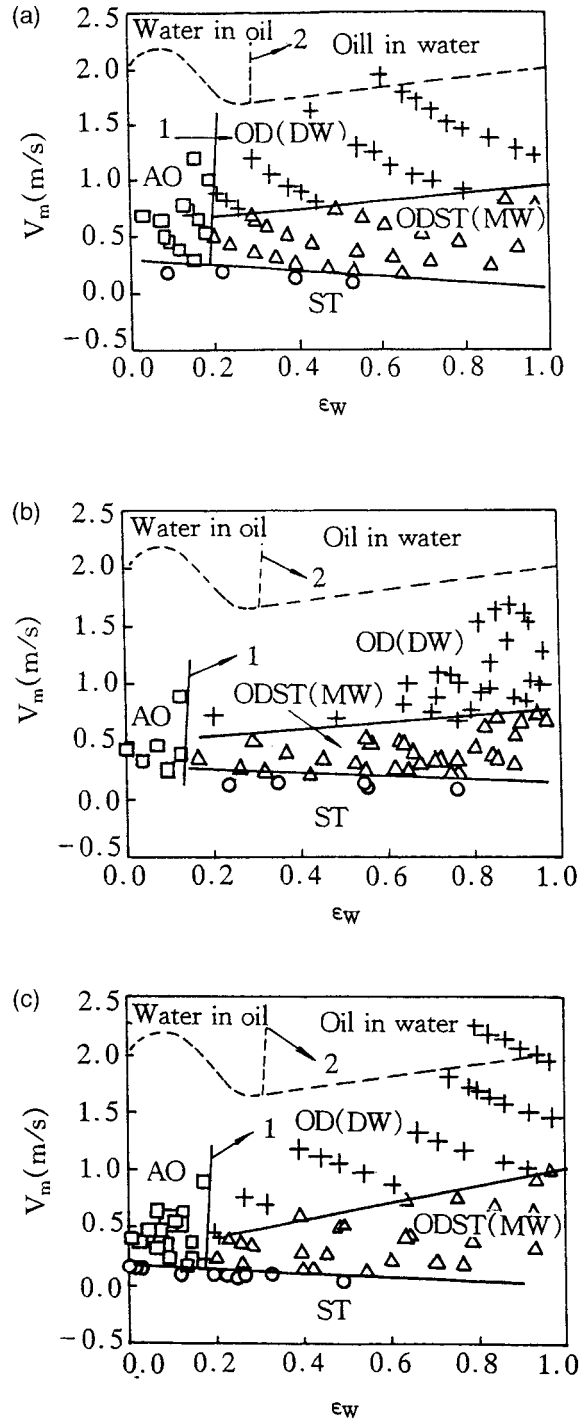 (a)
2.5
Water in oil
2
Oill in water
2.0
1.5
1
OD(DW)
AO
1.0
ODST(MW)
0.5
ST
0.0
−0.5
0.0 0.2 0.4 0.6 0.8 1.0
V_m(m/s)
ε_W
(b)
2.5
Water in oil
Oil in water
2.0
2
1.5
OD(DW)
1
1.0
AO
ODST(MW)
0.5
0.0
ST
−0.5
0.0 0.2 0.4 0.6 0.8 1.0
V_m(m/s)
ε_W
(c)
2.5
Water in oil
Oil in water
2.0
2
1.5
1
OD(DW)
1.0
AO
0.5
ODST(MW)
0.0
ST
−0.5
0.0 0.2 0.4 0.6 0.8 1.0
V_m(m/s)
ε_W